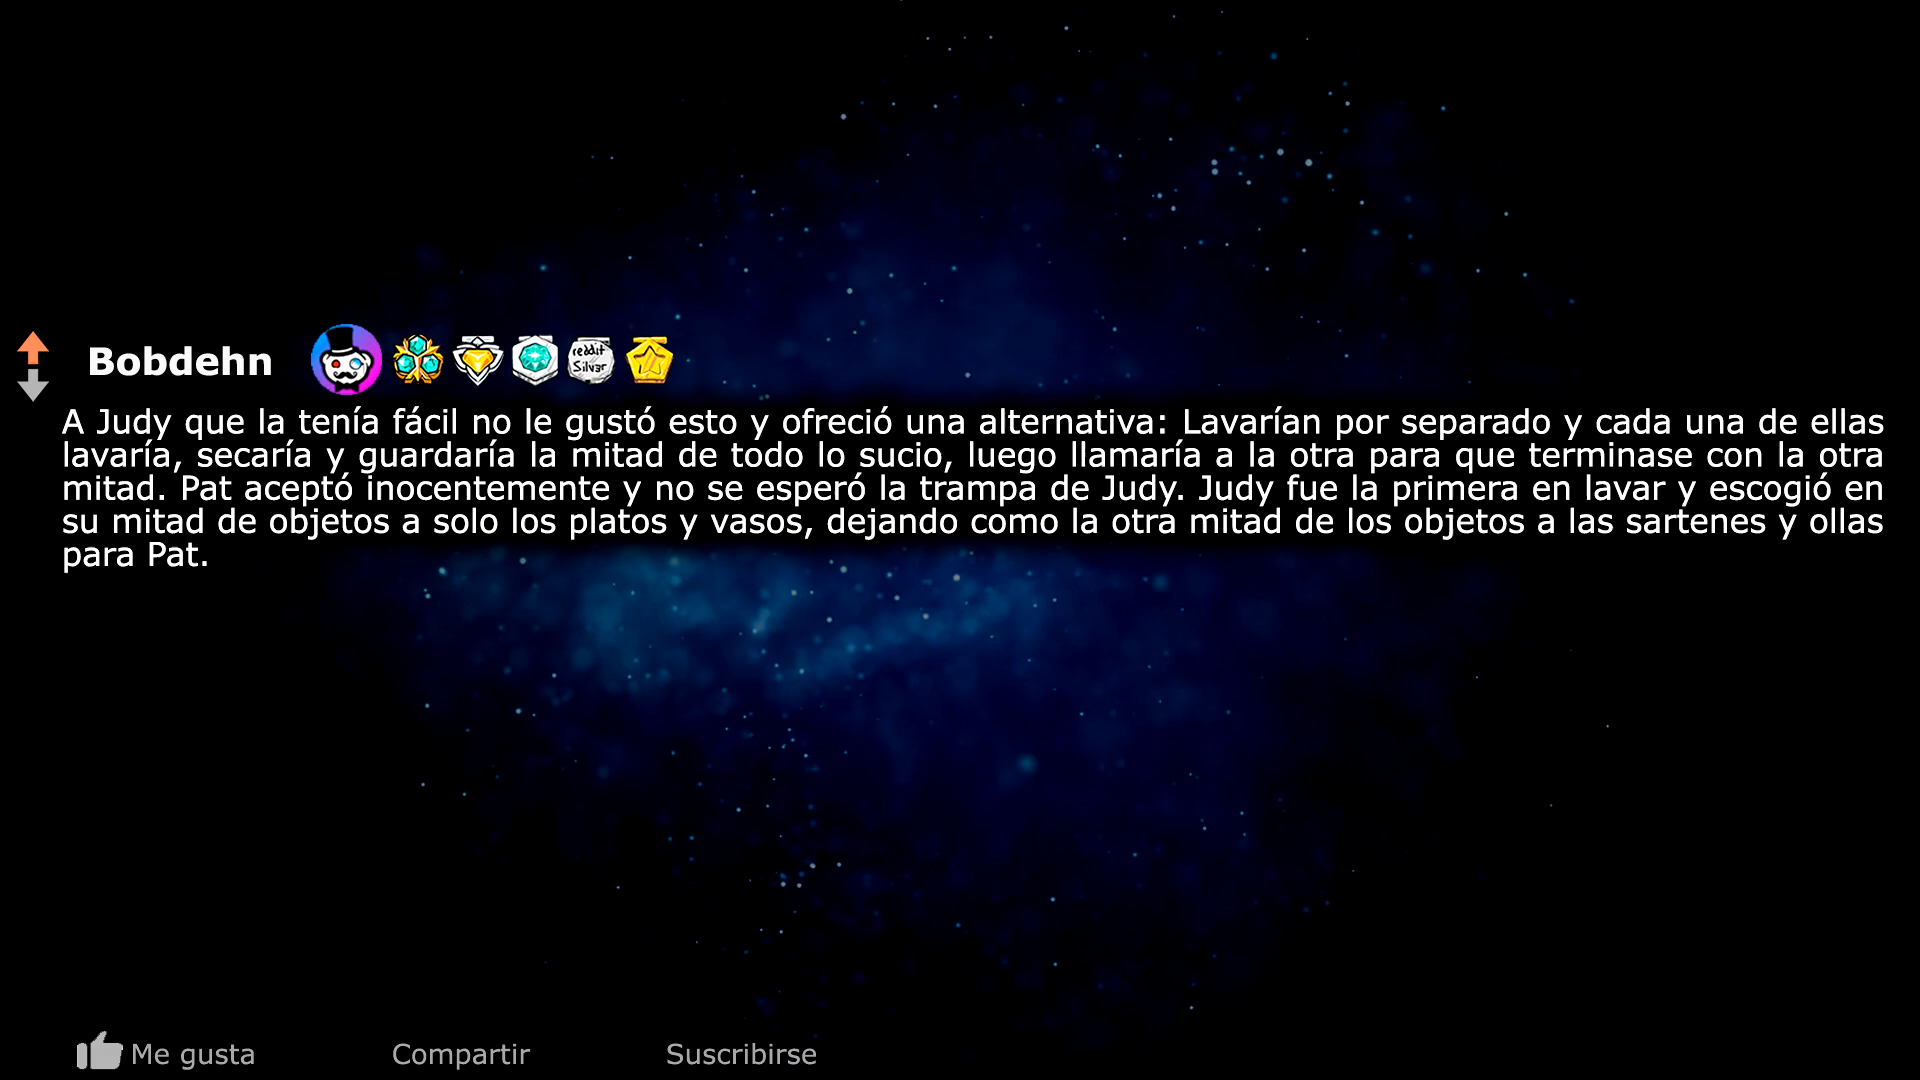 Bobdehn
reddit
Silver
A Judy que la tenía fácil no le gustó esto y ofreció una alternativa: Lavarían por separado y cada una de ellas
lavaría, secaría y guardaría la mitad de todo lo sucio, luego llamaría a la otra para que terminase con la otra
mitad. Pat aceptó inocentemente y no se esperó la trampa de Judy. Judy fue la primera en lavar y escogió en
su mitad de objetos a solo los platos y vasos, dejando como la otra mitad de los objetos a las sartenes y ollas
para Pat.
Me gusta
Compartir
Suscribirse